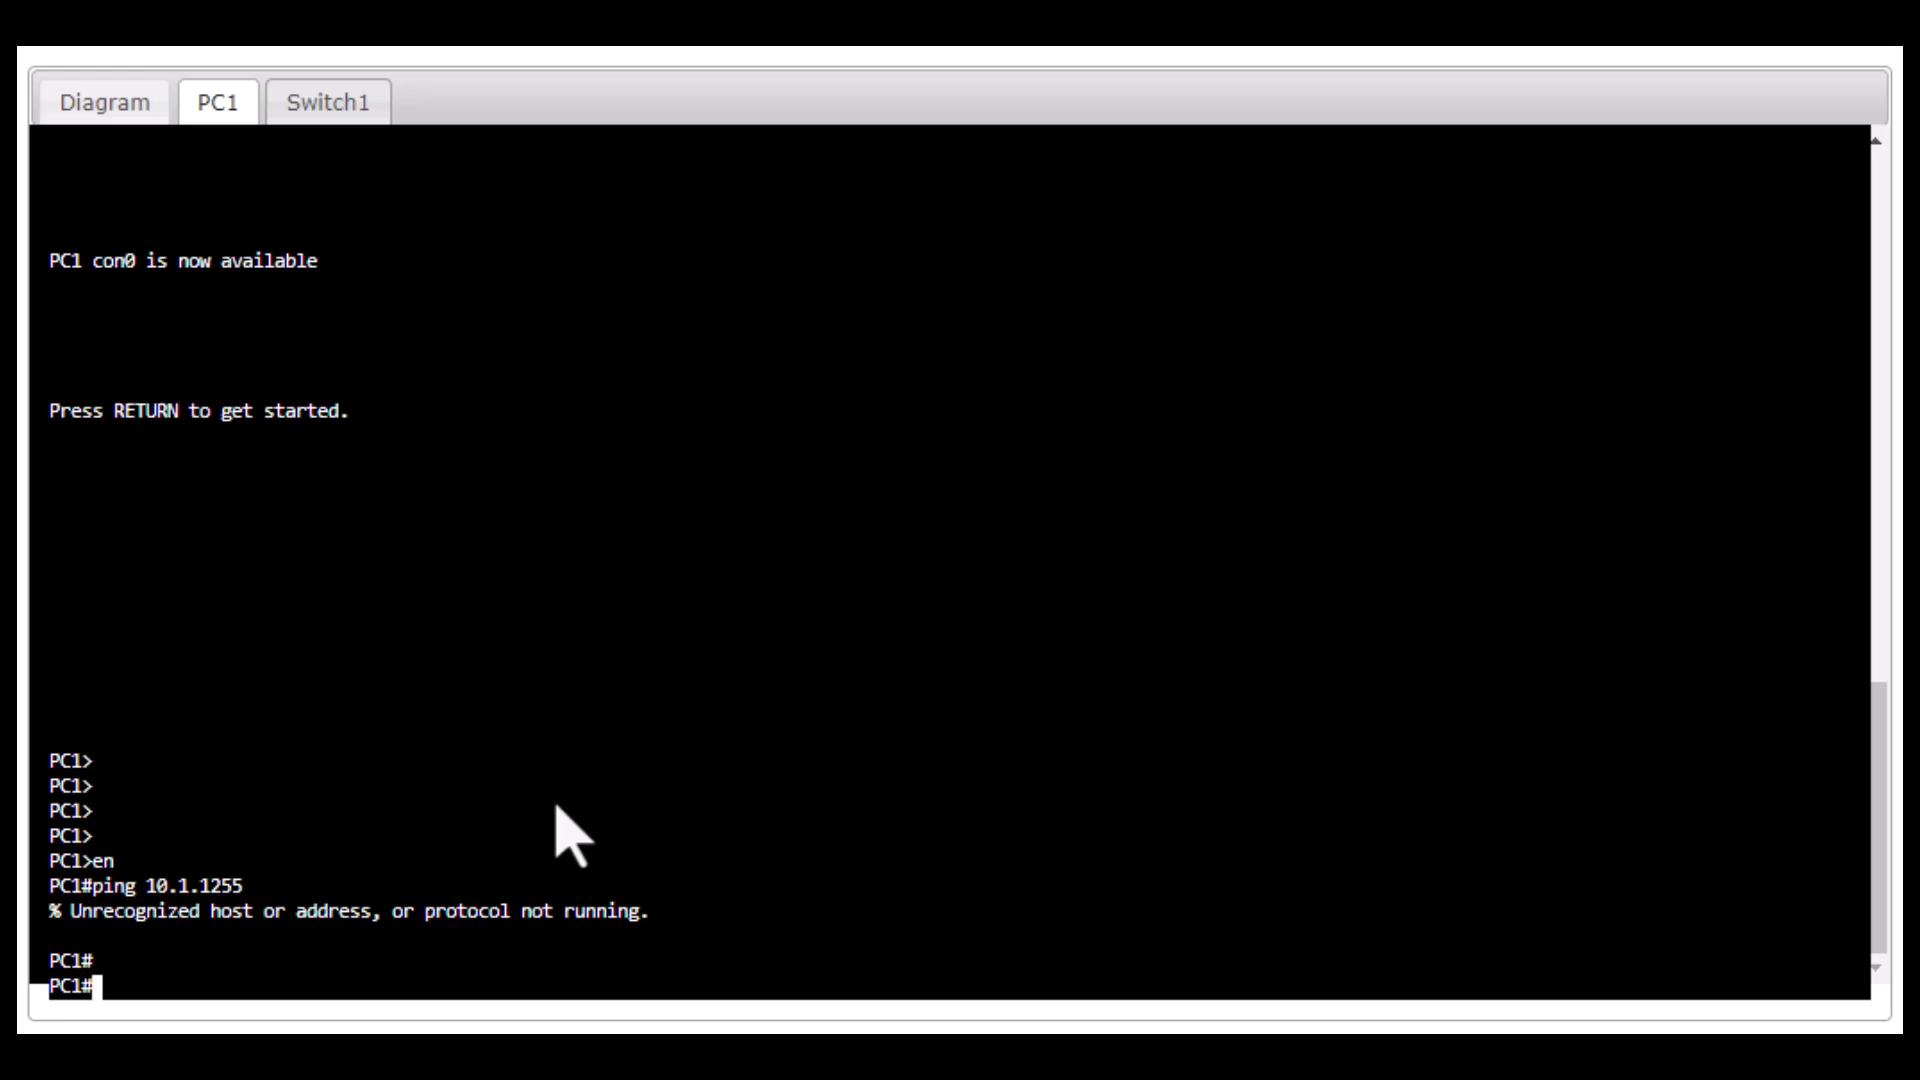 Diagram
PC1
Switch1
PC1 con0 is now available
Press RETURN to get started.
PC1>
PC1>
PC1>
PC1>
PC1>en
PC1#ping 10.1.1255
% Unrecognized host or address, or protocol not running.
PC1#
PC1#